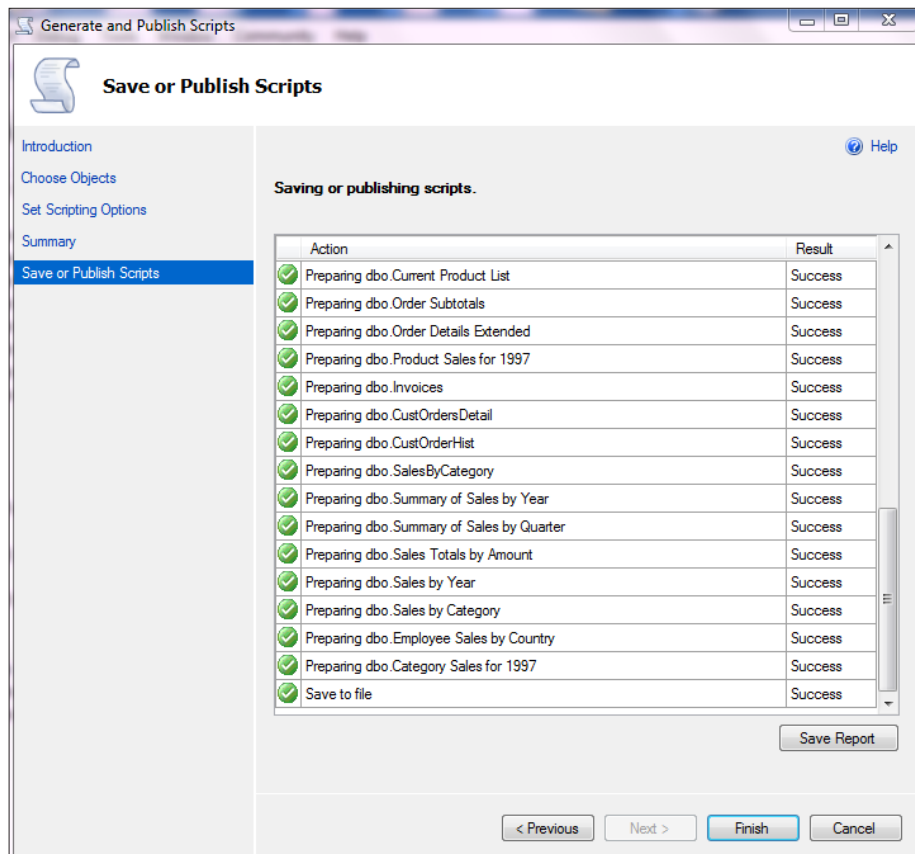 Generate and Publish Scripts
Community Help
Save or Publish Scripts
Introduction
Help
Choose Objects
Saving or publishing scripts.
Set Scripting Options
Summary
Save or Publish Scripts
Action Result
Preparing dbo.Current Product List Success
Preparing dbo.Order Subtotals Success
Preparing dbo.Order Details Extended Success
Preparing dbo.Product Sales for 1997 Success
Preparing dbo.Invoices Success
Preparing dbo.CustOrdersDetail Success
Preparing dbo.CustOrderHist Success
Preparing dbo.SalesByCategory Success
Preparing dbo.Summary of Sales by Year Success
Preparing dbo.Summary of Sales by Quarter Success
Preparing dbo.Sales Totals by Amount Success
Preparing dbo.Sales by Year Success
Preparing dbo.Sales by Category Success
Preparing dbo.Employee Sales by Country Success
Preparing dbo.Category Sales for 1997 Success
Save to file Success
Save Report
< Previous Next > Finish Cancel